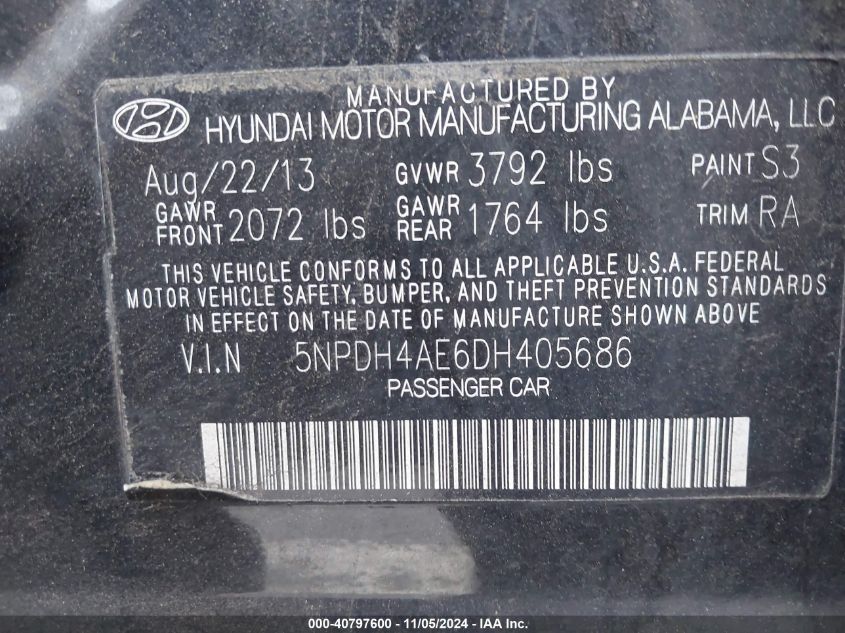 MANUFACTURED BY
HYUNDAI MOTOR MANUFACTURING ALABAMA, LLC
Aug/22/13 GVWR 3792 lbs PAINT S3
GAWR FRONT 2072 lbs GAWR REAR 1764 lbs TRIM RA
THIS VEHICLE CONFORMS TO ALL APPLICABLE U.S.A. FEDERAL
MOTOR VEHICLE SAFETY, BUMPER, AND THEFT PREVENTION STANDARDS
IN EFFECT ON THE DATE OF MANUFACTURE SHOWN ABOVE
V.I.N 5NPDH4AE6DH405686
PASSENGER CAR
000-40797600 - 11/05/2024 - IAA Inc.